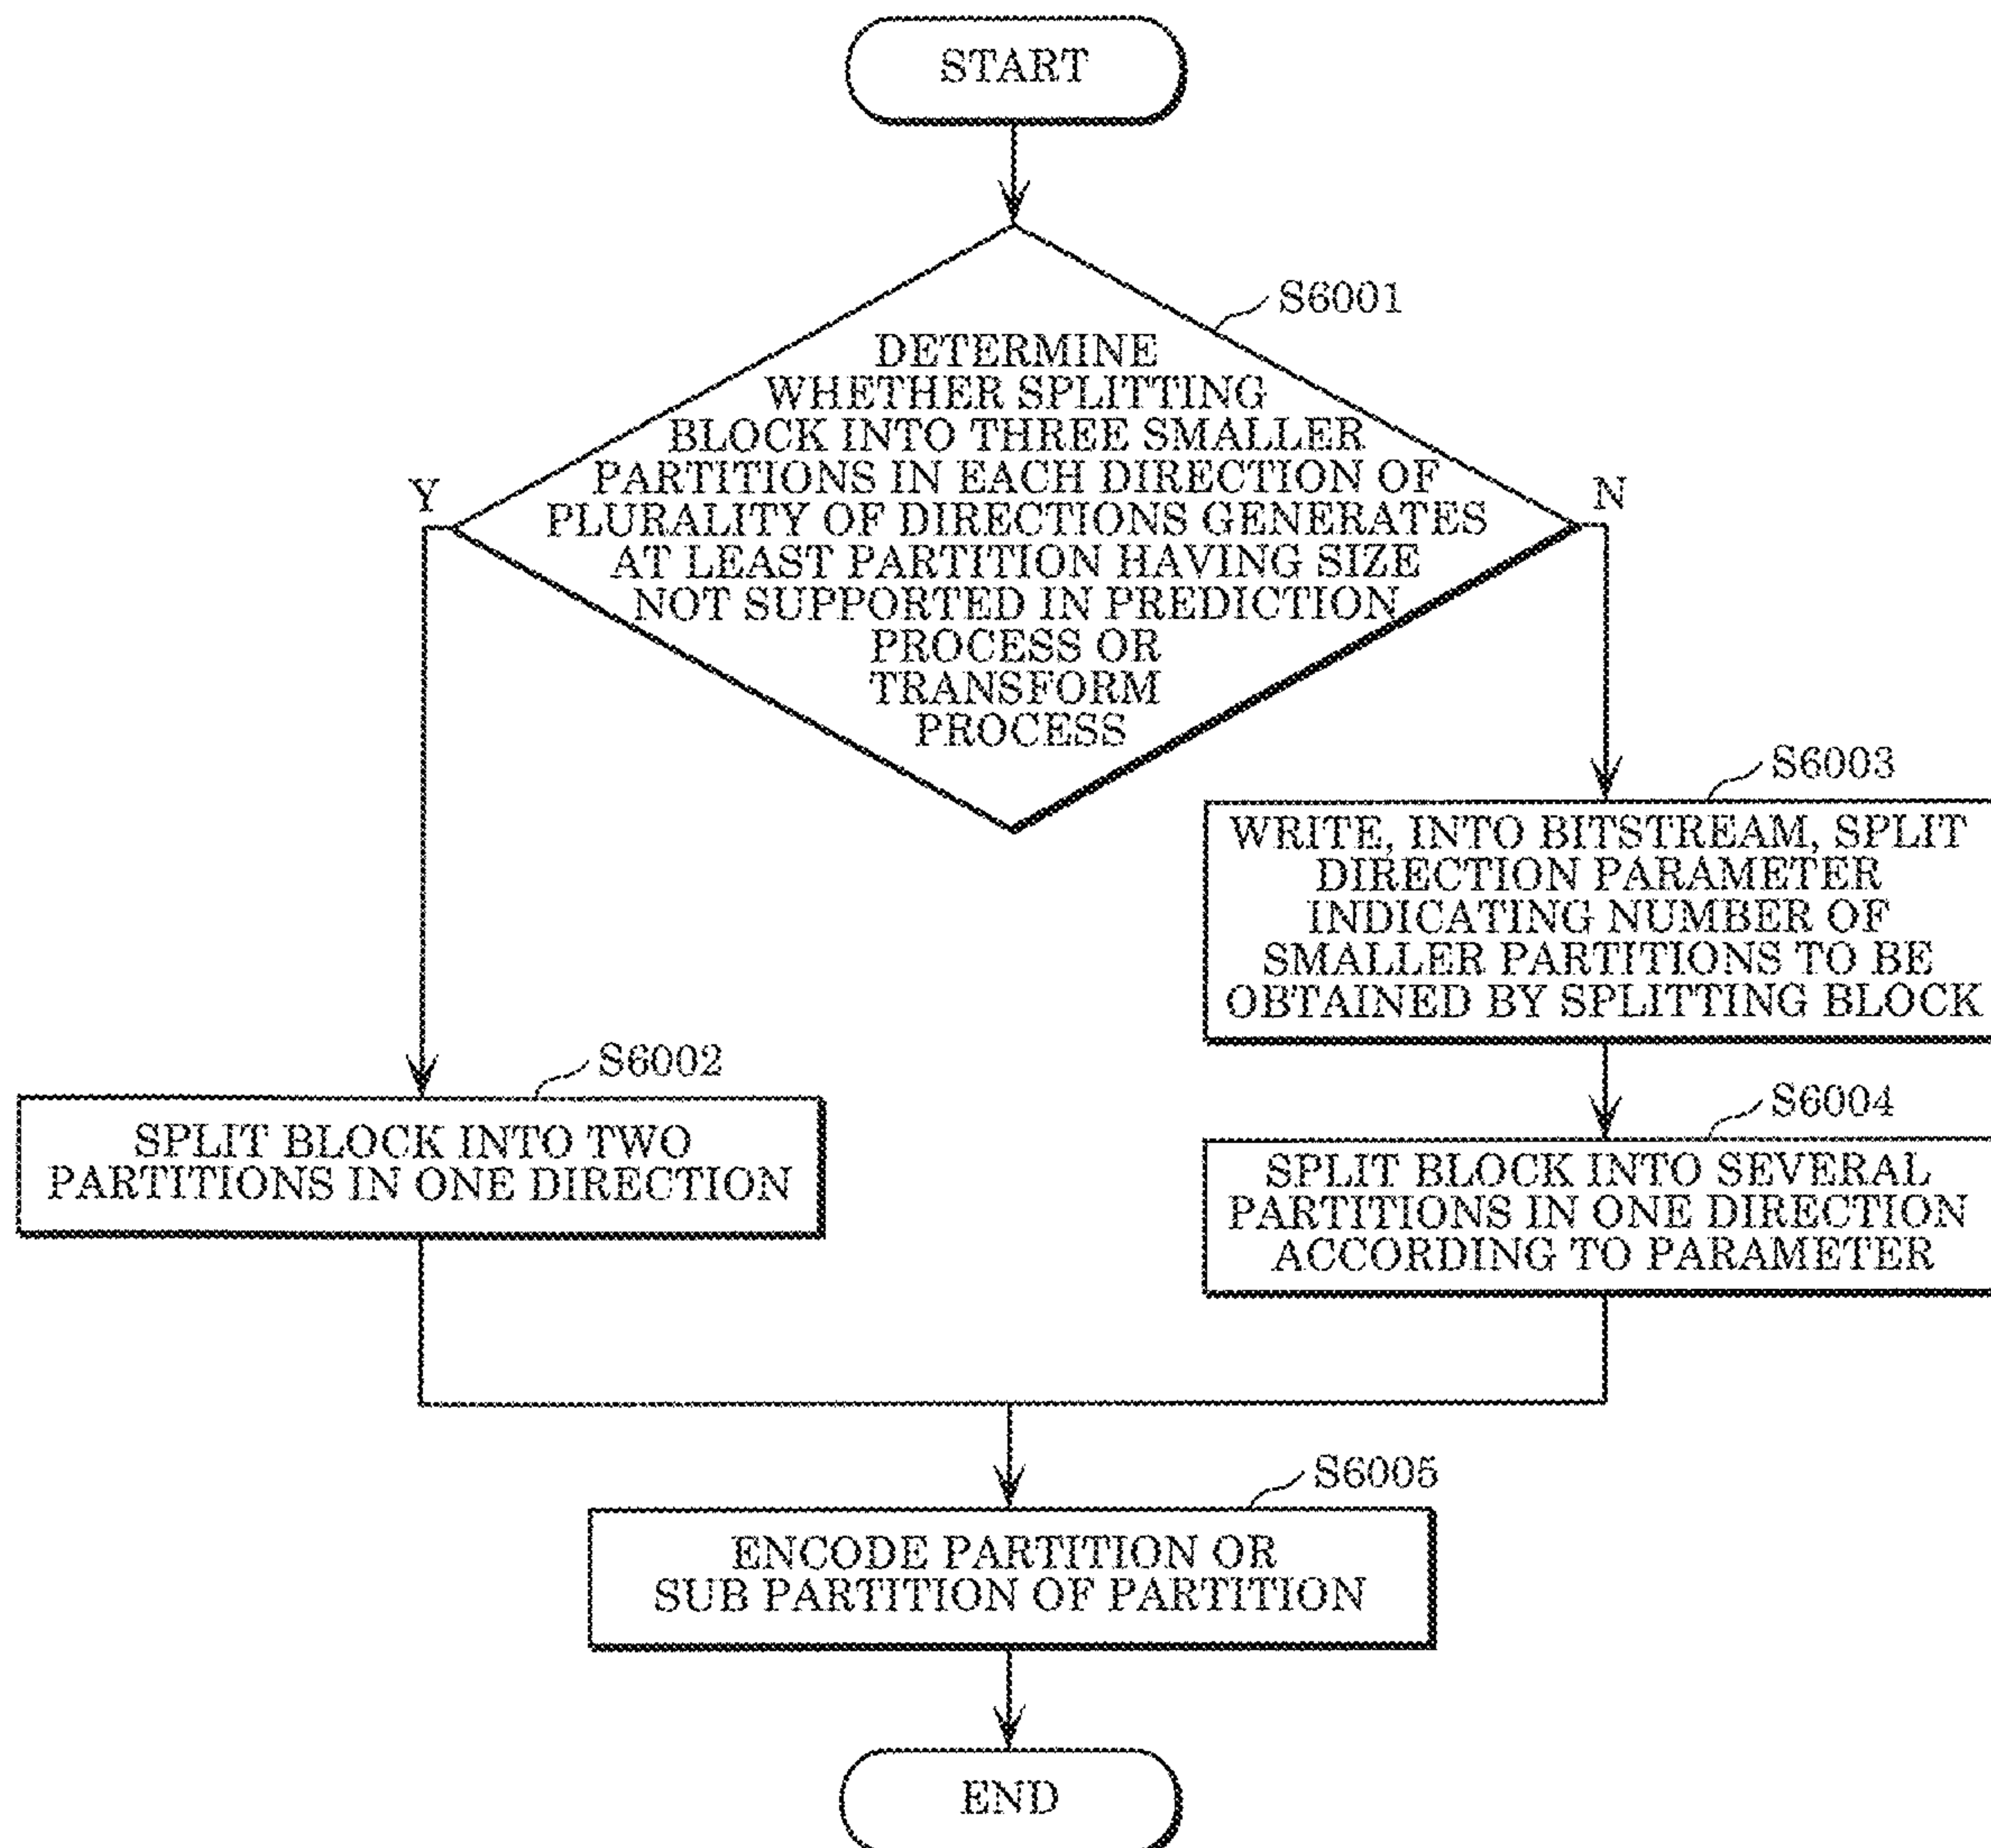 START
S6001
DETERMINE
WHETHER SPLITTING
BLOCK INTO THREE SMALLER
PARTITIONS IN EACH DIRECTION OF
PLURALITY OF DIRECTIONS GENERATES
AT LEAST PARTITION HAVING SIZE
NOT SUPPORTED IN PREDICTION
PROCESS OR
TRANSFORM
PROCESS
Y
N
S6003
WRITE, INTO BITSTREAM, SPLIT
DIRECTION PARAMETER
INDICATING NUMBER OF
SMALLER PARTITIONS TO BE
OBTAINED BY SPLITTING BLOCK
S6002
SPLIT BLOCK INTO TWO
PARTITIONS IN ONE DIRECTION
S6004
SPLIT BLOCK INTO SEVERAL
PARTITIONS IN ONE DIRECTION
ACCORDING TO PARAMETER
S6005
ENCODE PARTITION OR
SUB PARTITION OF PARTITION
END